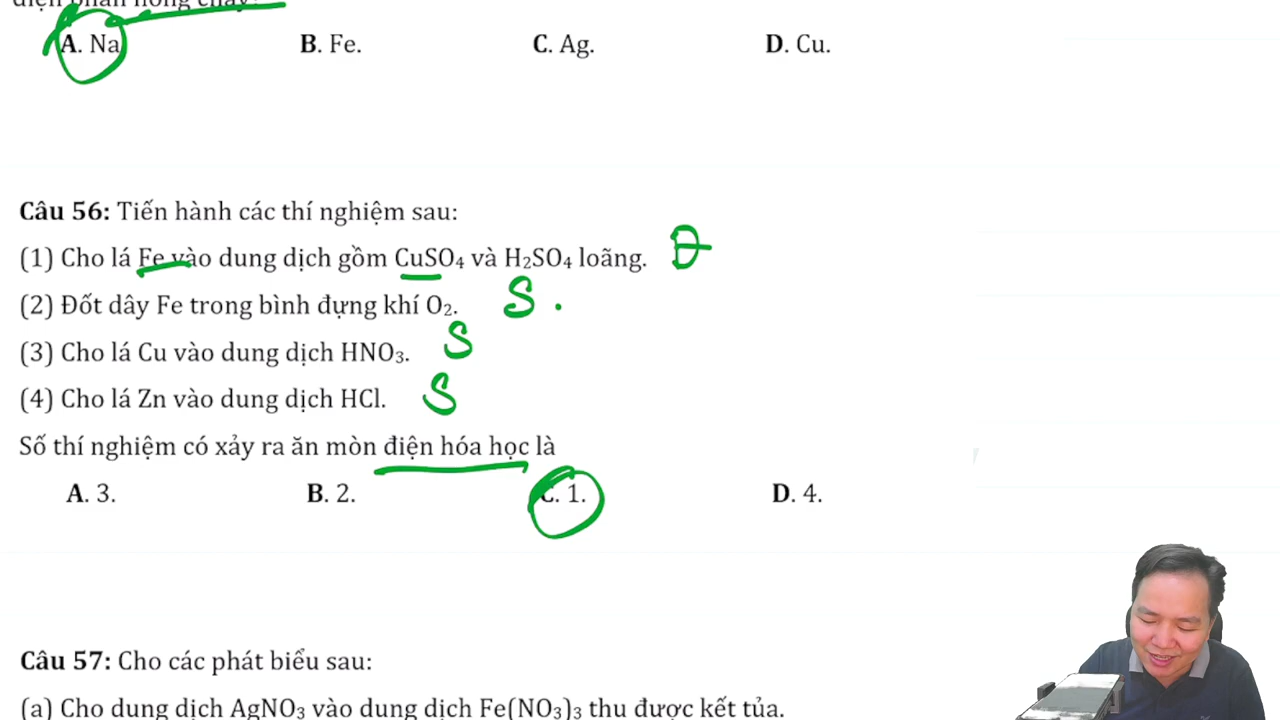 điện phân nóng chảy?
A. Na B. Fe. C. Ag. D. Cu.
Câu 56: Tiến hành các thí nghiệm sau:
(1) Cho lá Fe vào dung dịch gồm CuSO₄ và H₂SO₄ loãng. Đ
(2) Đốt dây Fe trong bình đựng khí O₂. S.
(3) Cho lá Cu vào dung dịch HNO₃. S
(4) Cho lá Zn vào dung dịch HCl. S
Số thí nghiệm có xảy ra ăn mòn điện hóa học là
A. 3. B. 2. C. 1. D. 4.
Câu 57: Cho các phát biểu sau:
(a) Cho dung dịch AgNO₃ vào dung dịch Fe(NO₃)₃ thu được kết tủa.